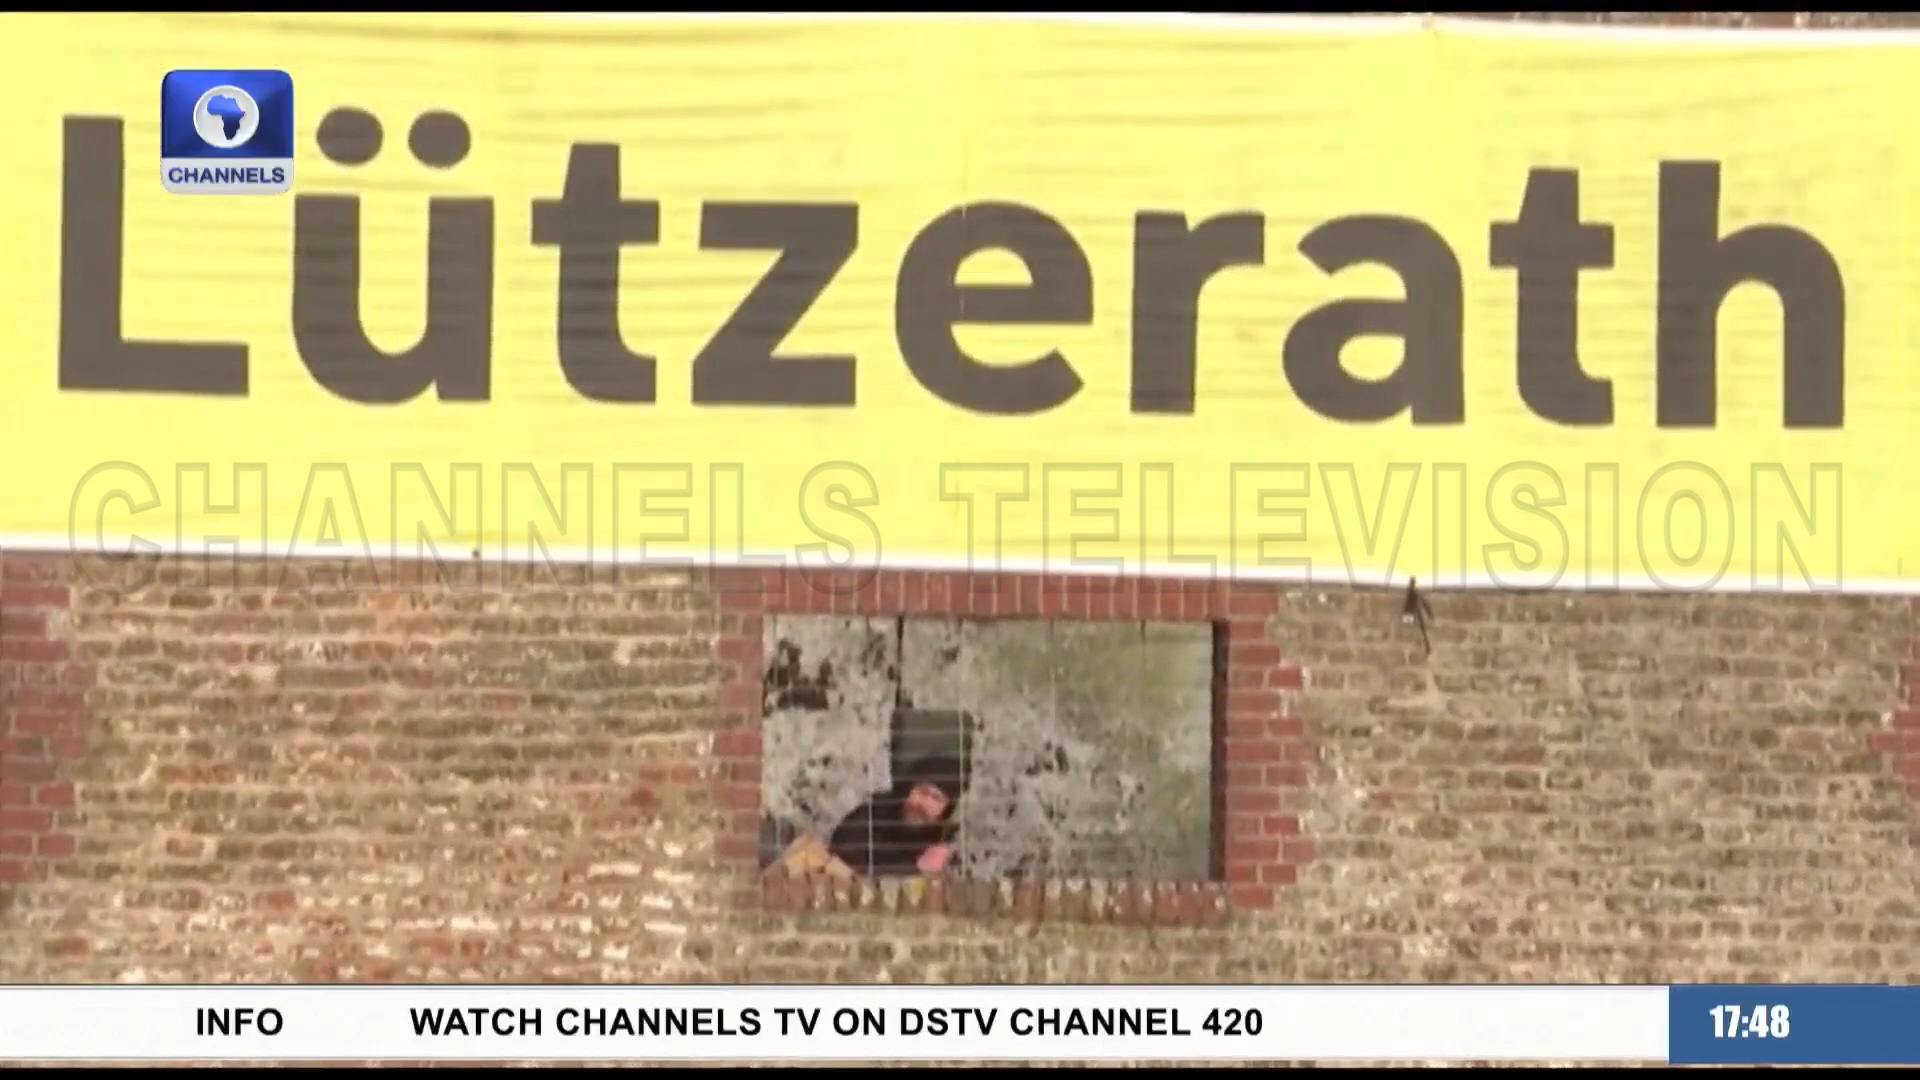 Lützerath
CHANNELS
CHANNELS TELEVISION
INFO
WATCH CHANNELS TV ON DSTV CHANNEL 420
17:48